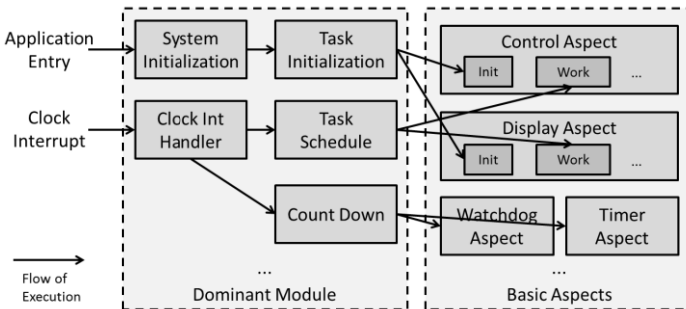 Application
Entry
System
Initialization
Task
Initialization
Control Aspect
Init
Work
...
Clock
Interrupt
Clock Int
Handler
Task
Schedule
Display Aspect
Init
Work
...
Count Down
Watchdog
Aspect
Timer
Aspect
Flow of
Execution
...
Dominant Module
...
Basic Aspects